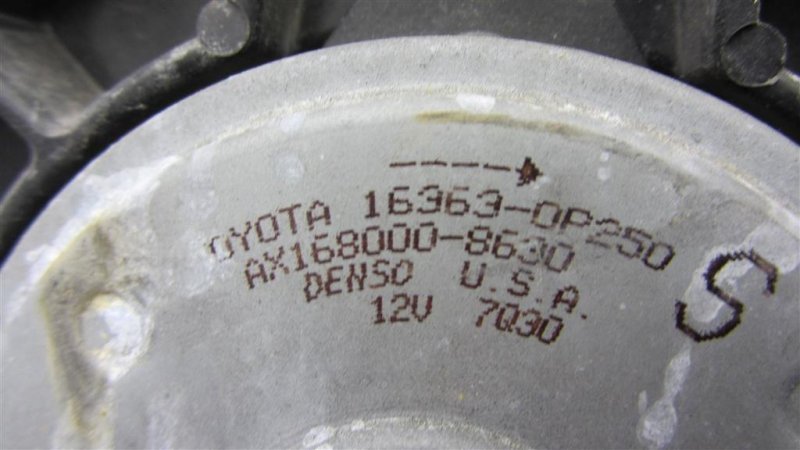 OYOTA 16363-0P250
AX168000-8630
DENSO U.S.A.
12V 7Q30
S